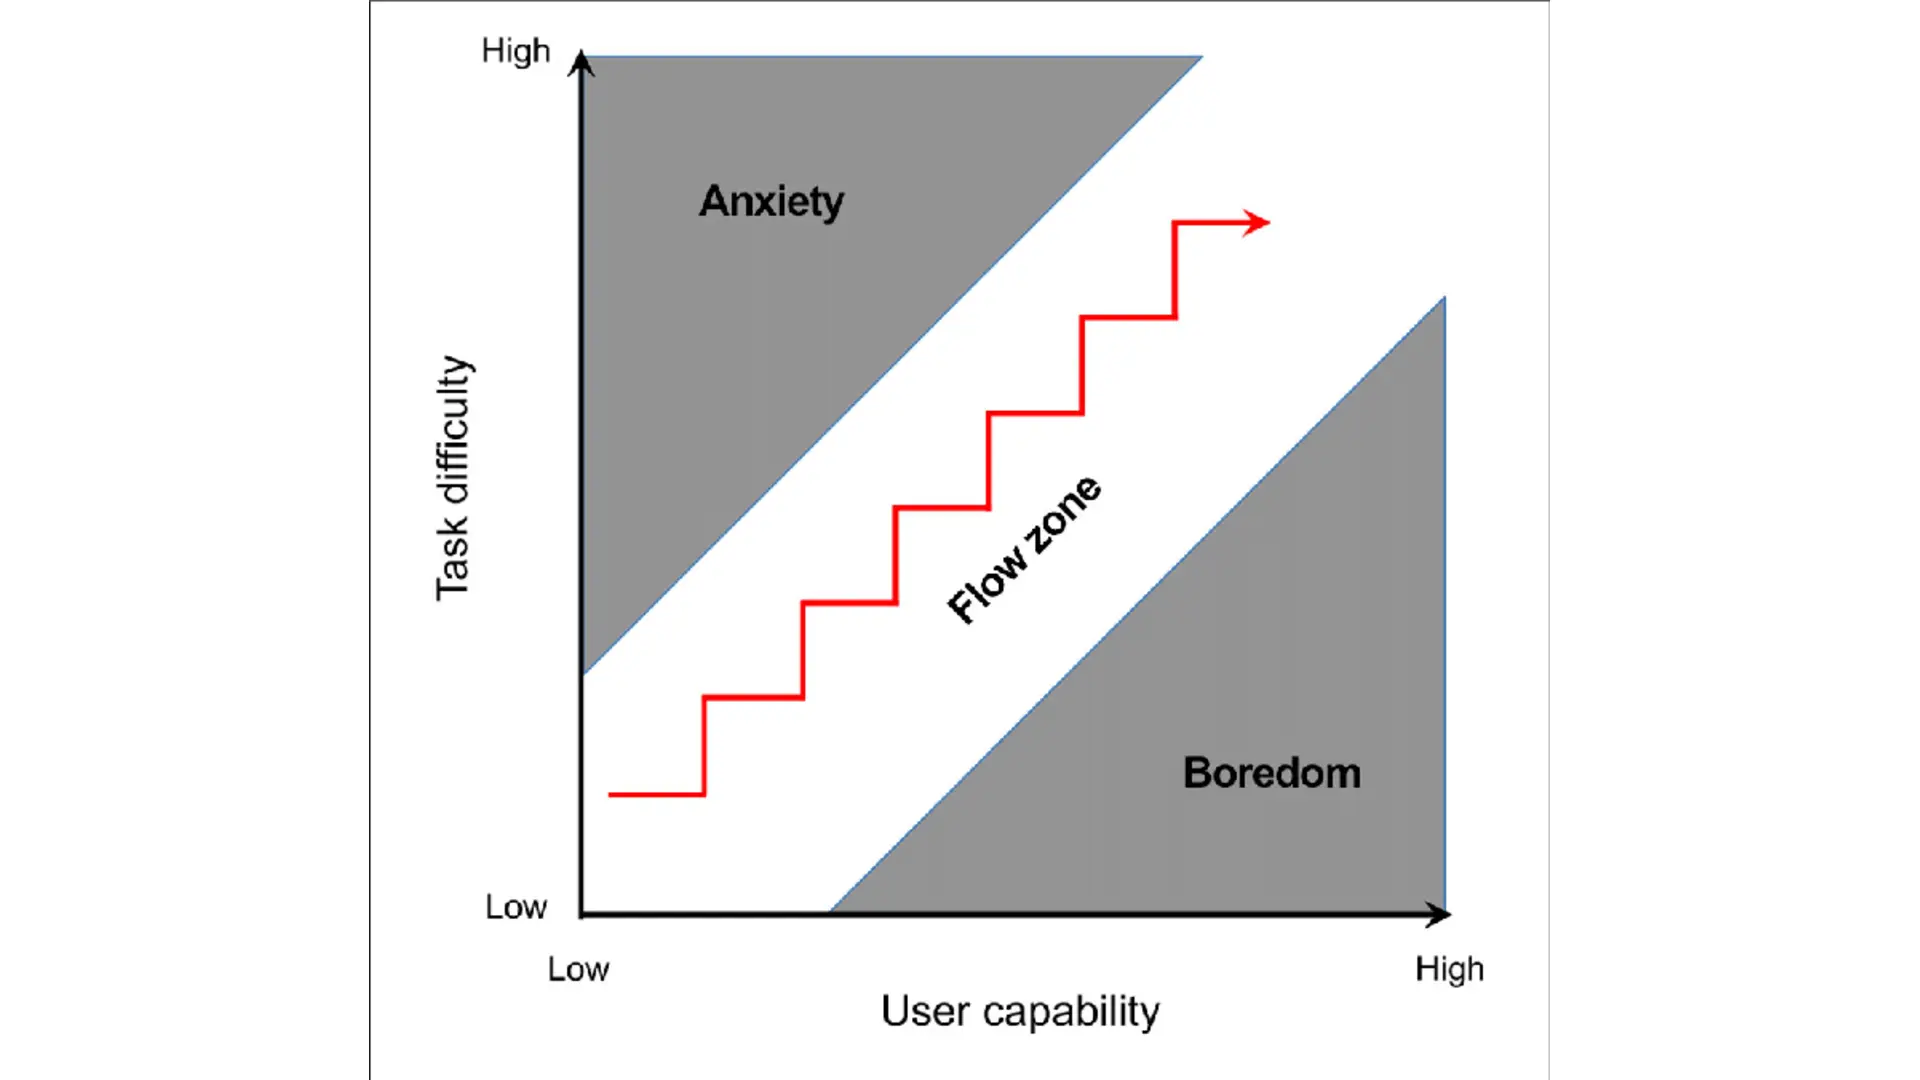 High
Anxiety
Task difficulty
Flow zone
Boredom
Low
Low
High
User capability